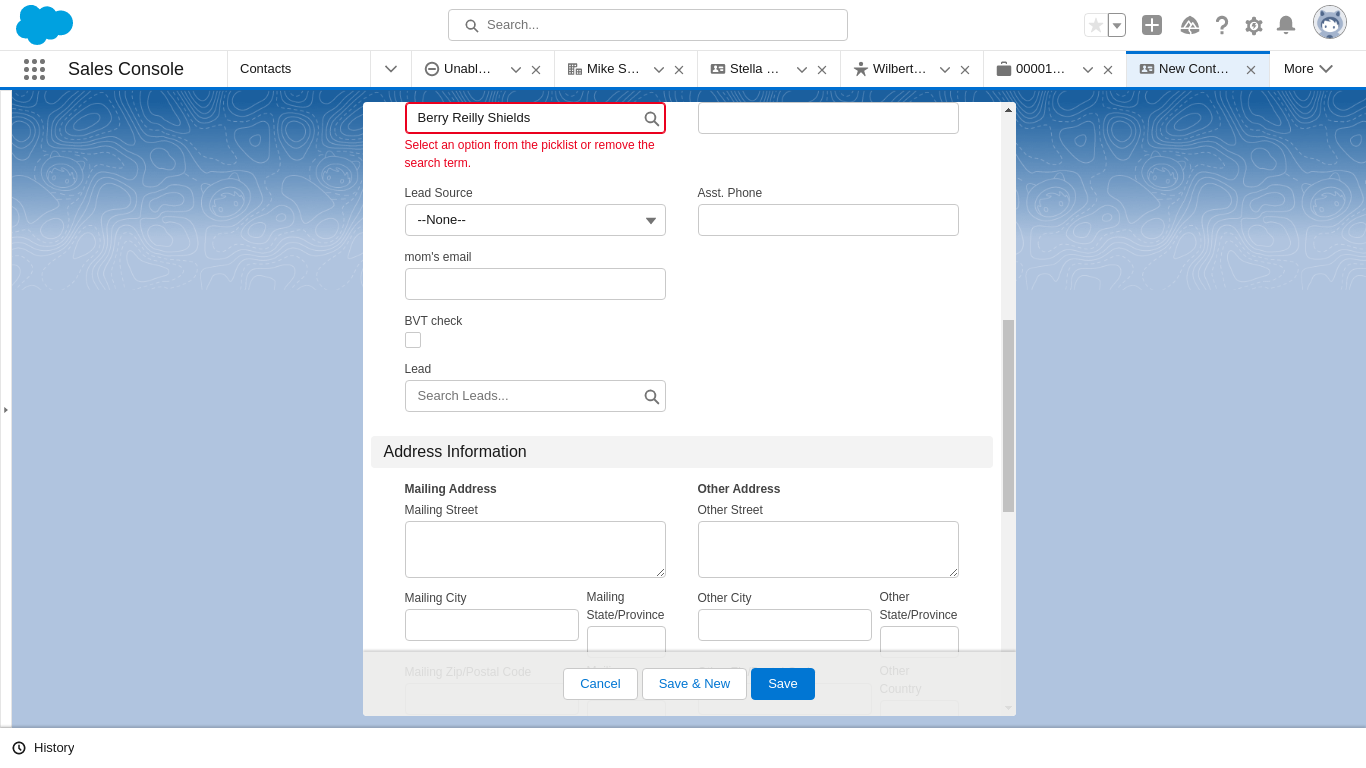 Search...
Sales Console
Contacts
Unabl...
Mike S...
Stella ...
Wilbert...
00001...
New Cont...
More
Berry Reilly Shields
Select an option from the picklist or remove the
search term.
Lead Source
--None--
Asst. Phone
mom's email
BVT check
Lead
Search Leads...
Address Information
Mailing Address
Mailing Street
Other Address
Other Street
Mailing City
Mailing
State/Province
Other City
Other
State/Province
Mailing Zip/Postal Code
Other
Country
Cancel
Save & New
Save
History